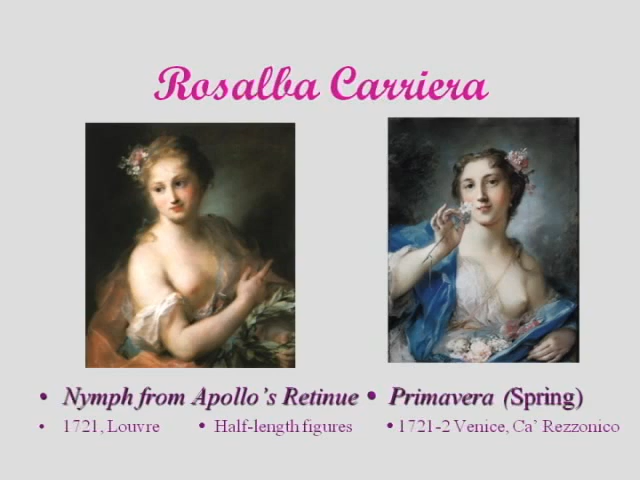 Rosalba Carriera
• Nymph from Apollo's Retinue • Primavera (Spring)
• 1721, Louvre • Half-length figures • 1721-2 Venice, Ca' Rezzonico